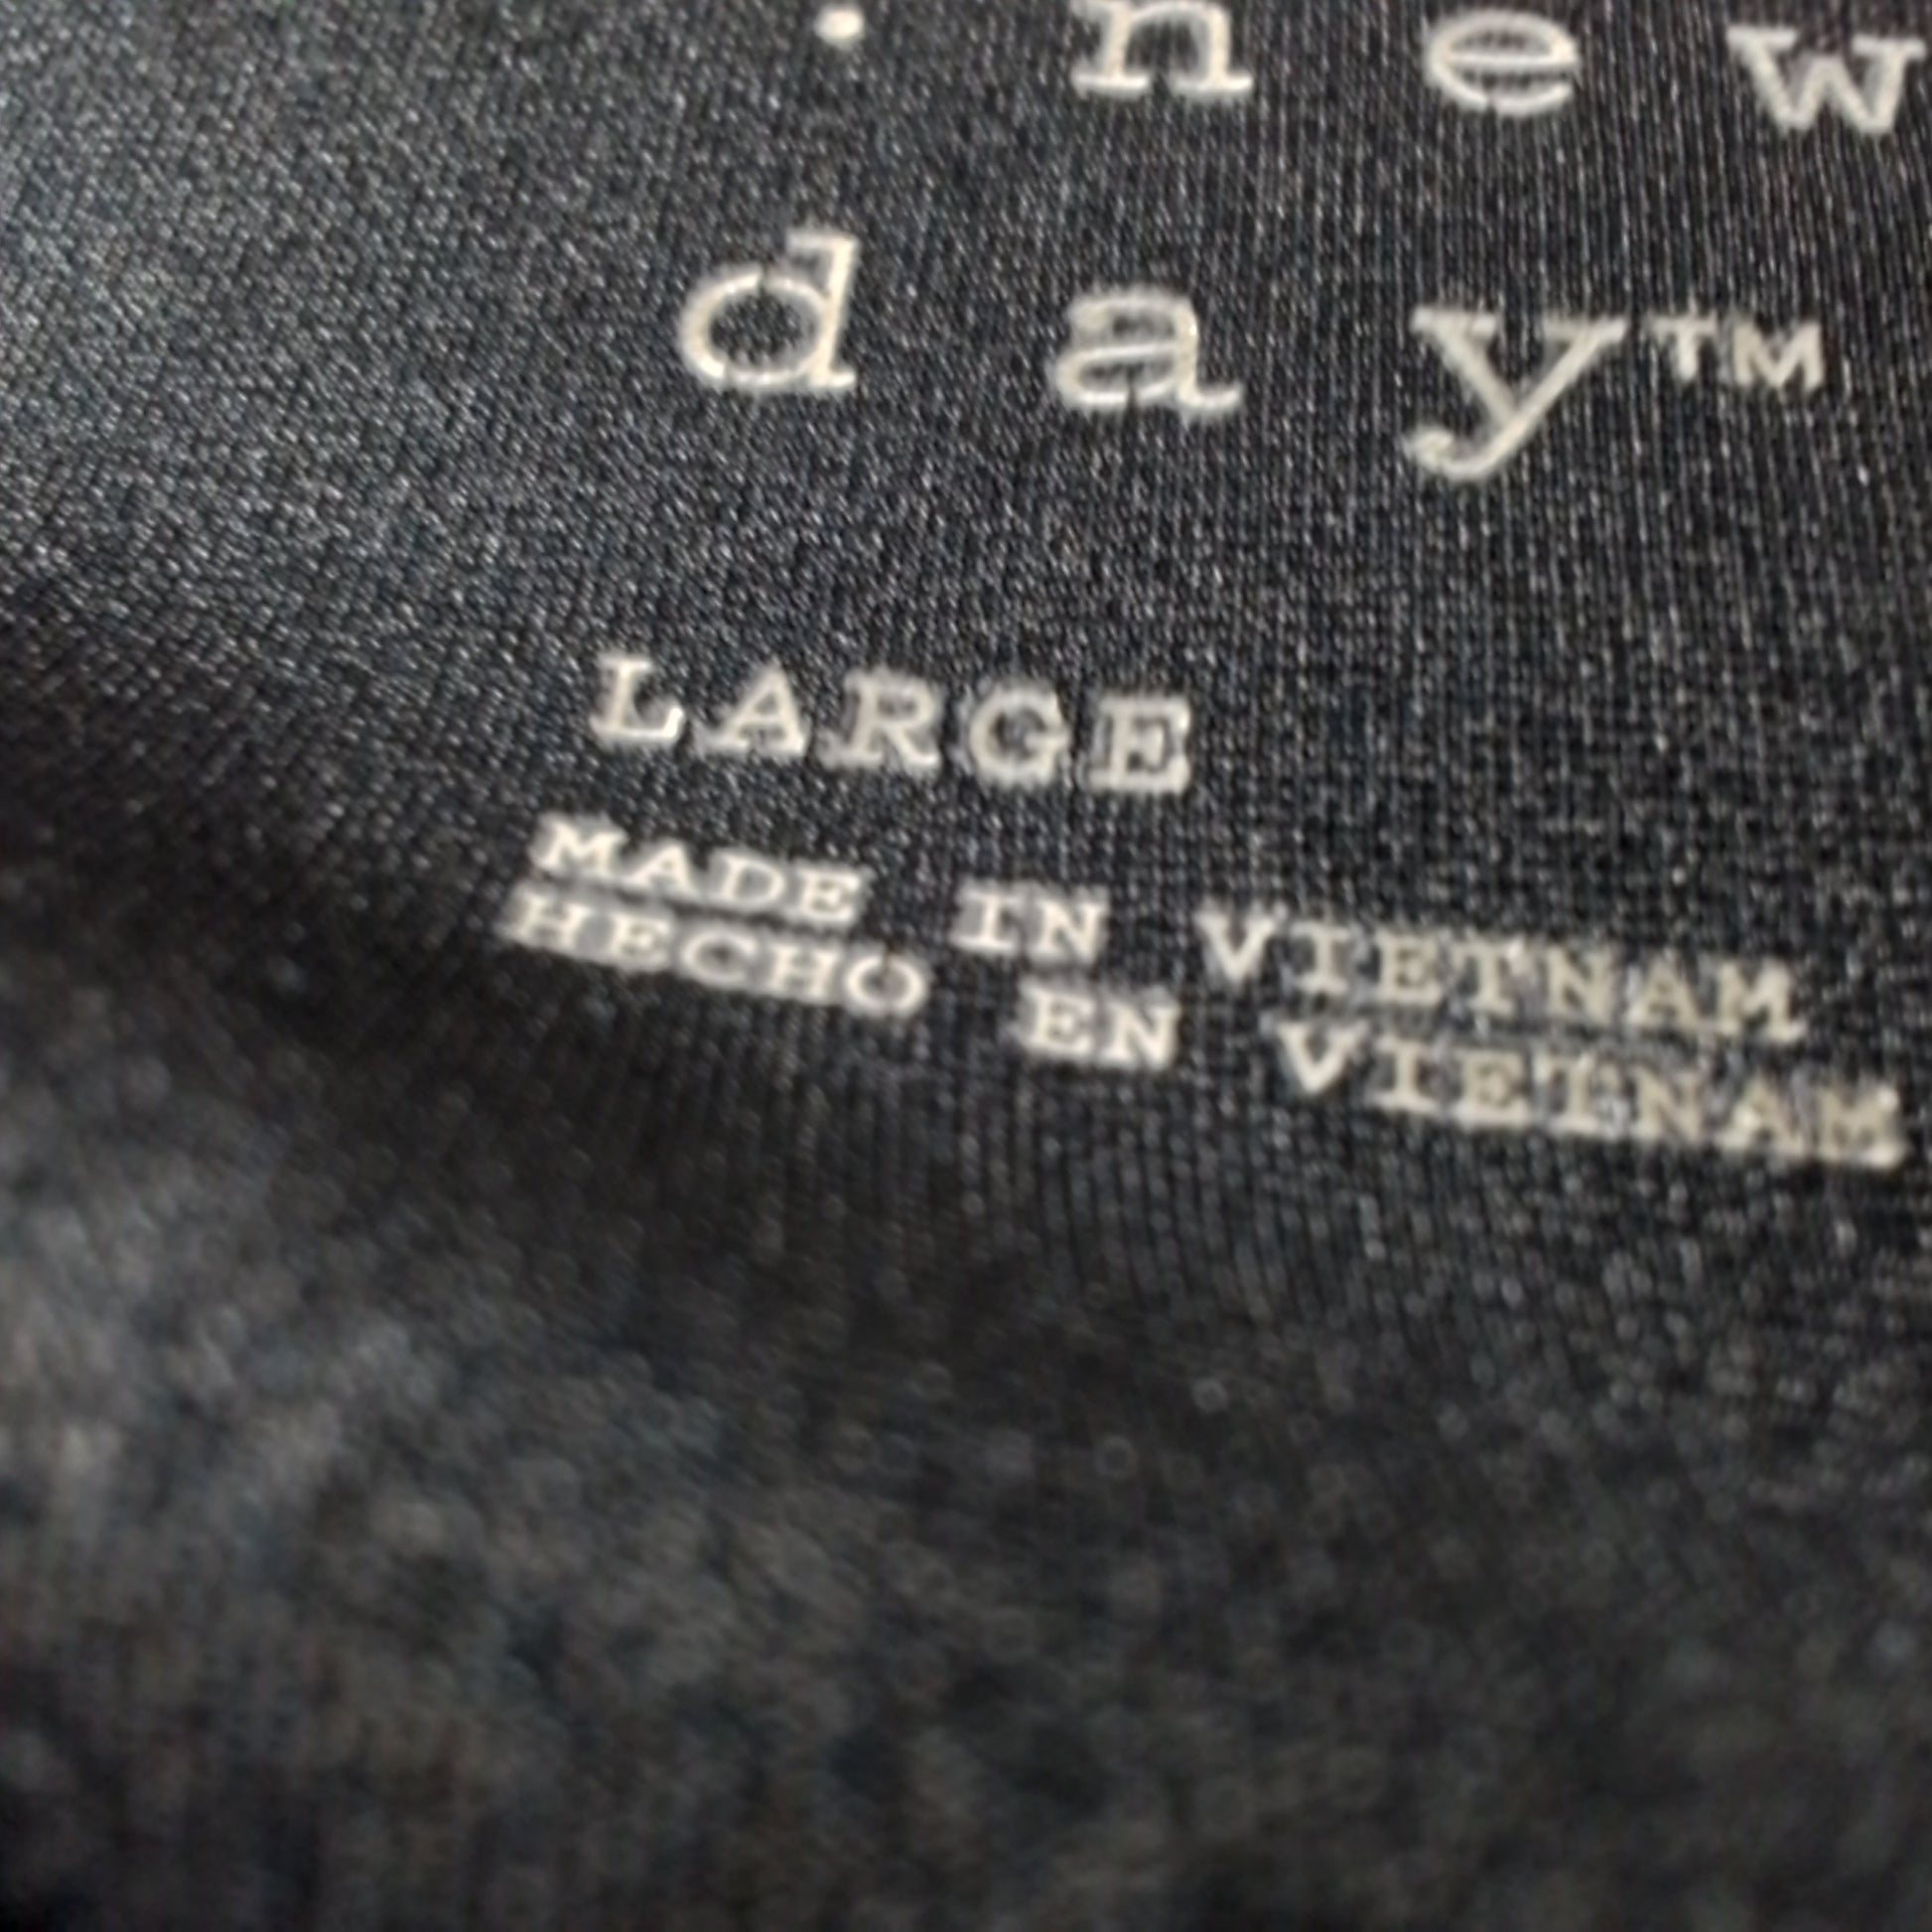 · new
day™
LARGE
MADE IN VIETNAM
HECHO EN VIETNAM